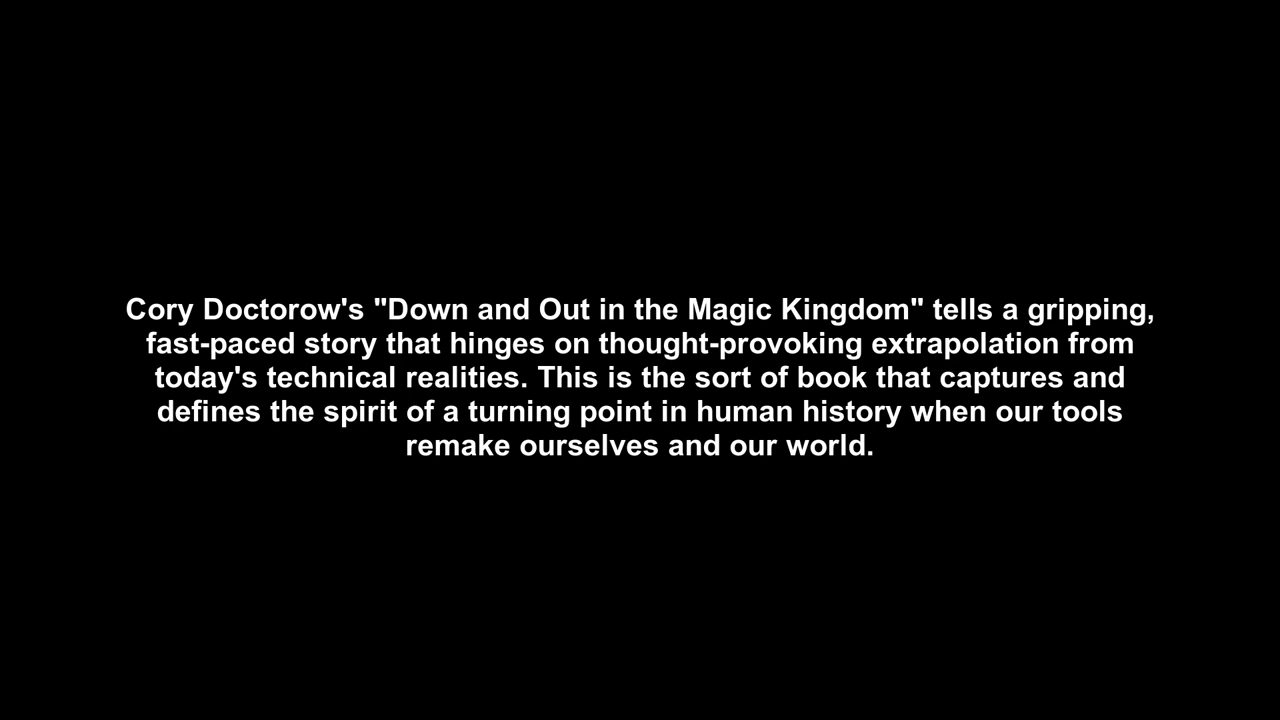 Cory Doctorow's "Down and Out in the Magic Kingdom" tells a gripping,
fast-paced story that hinges on thought-provoking extrapolation from
today's technical realities. This is the sort of book that captures and
defines the spirit of a turning point in human history when our tools
remake ourselves and our world.